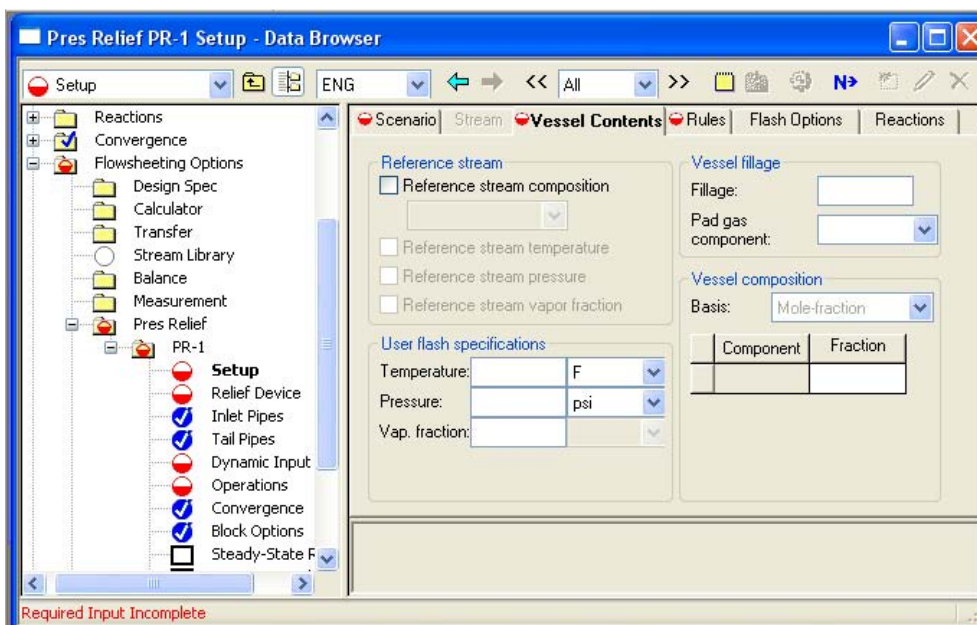 Pres Relief PR-1 Setup - Data Browser
Setup ENG << All >> N
Reactions
Convergence
Flowsheeting Options
Design Spec
Calculator
Transfer
Stream Library
Balance
Measurement
Pres Relief
PR-1
Setup
Relief Device
Inlet Pipes
Tail Pipes
Dynamic Input
Operations
Convergence
Block Options
Steady-State R
Scenario Stream Vessel Contents Rules Flash Options Reactions
Reference stream
Reference stream composition
Reference stream temperature
Reference stream pressure
Reference stream vapor fraction
User flash specifications
Temperature: F
Pressure: psi
Vap. fraction:
Vessel fillage
Fillage:
Pad gas
component:
Vessel composition
Basis: Mole-fraction
Component Fraction
Required Input Incomplete